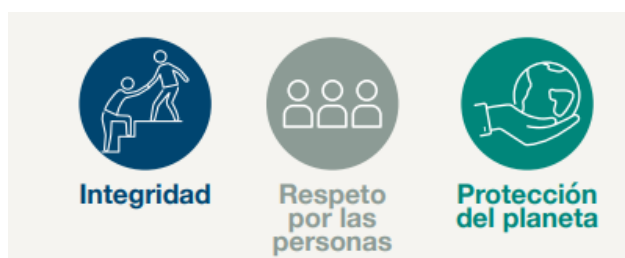 Integridad
Respeto
por las
personas
Protección
del planeta